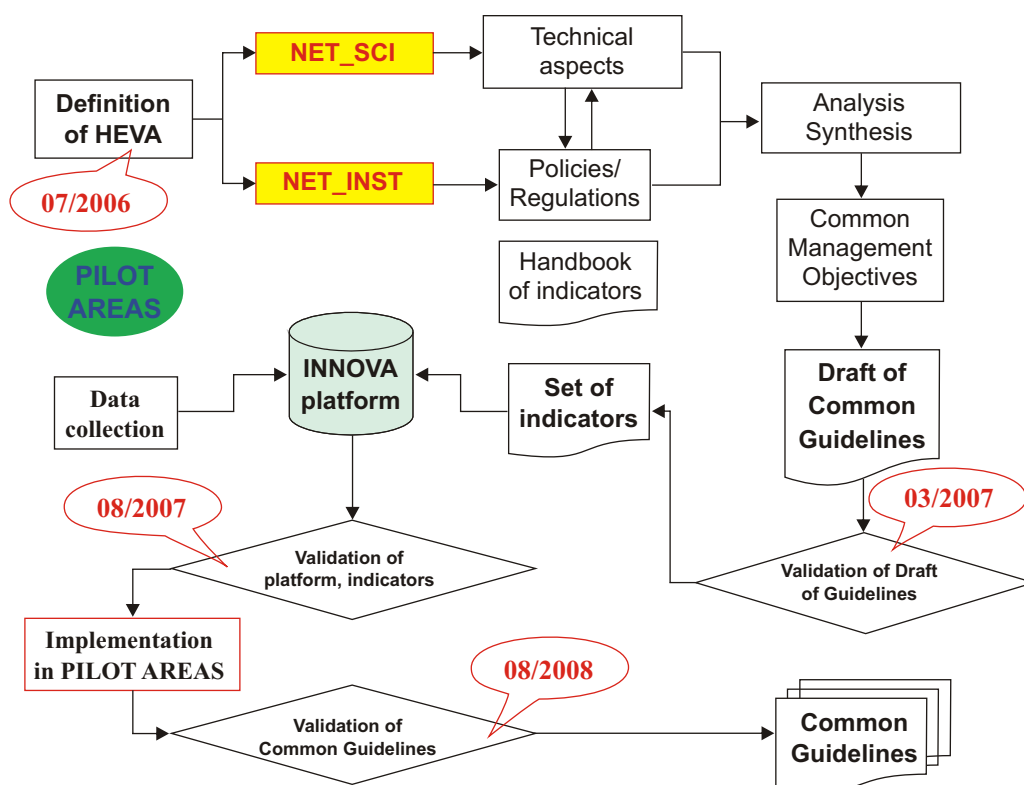 NET_SCI
Technical
aspects
Definition
of HEVA
Analysis
Synthesis
NET_INST
Policies/
Regulations
07/2006
Common
Management
Objectives
PILOT
AREAS
Handbook
of indicators
INNOVA
platform
Data
collection
Set of
indicators
Draft of
Common
Guidelines
08/2007
03/2007
Validation of
platform, indicators
Validation of Draft
of Guidelines
Implementation
in PILOT AREAS
08/2008
Validation of
Common Guidelines
Common
Guidelines